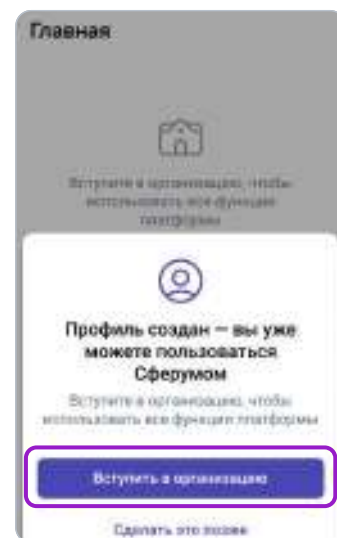 Главная
Вступите в организацию, чтобы
использовать все функции
платформы
Профиль создан — вы уже
можете пользоваться
Сферумом
Вступите в организацию, чтобы
использовать все функции платформы
Вступить в организацию
Сделать это позже